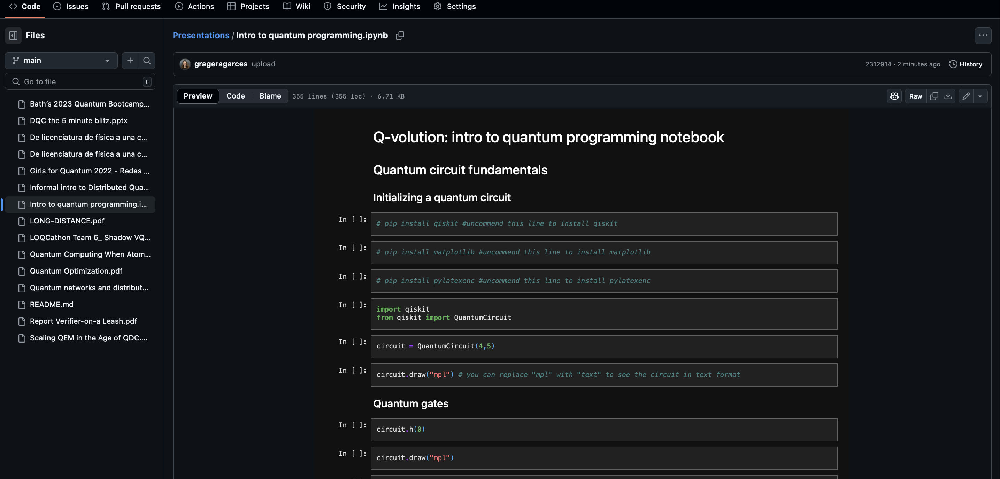 Code Issues Pull requests Actions Projects Wiki Security Insights Settings
Files
main
Go to file t
Bath’s 2023 Quantum Bootcamp...
DQC the 5 minute blitz.pptx
De licenciatura de física a una c...
De licenciatura de física a una c...
Girls for Quantum 2022 - Redes ...
Informal intro to Distributed Qua...
Intro to quantum programming.i...
LONG-DISTANCE.pdf
LOQCathon Team 6_ Shadow VQ...
Quantum Computing When Atom...
Quantum Optimization.pdf
Quantum networks and distribut...
README.md
Report Verifier-on-a Leash.pdf
Scaling QEM in the Age of QDC....
Presentations / Intro to quantum programming.ipynb
grageragarces upload 2312914 · 2 minutes ago History
Preview Code Blame 355 lines (355 loc) · 6.71 KB Raw
Q-volution: intro to quantum programming notebook
Quantum circuit fundamentals
Initializing a quantum circuit
In [ ]: # pip install qiskit #uncommend this line to install qiskit
In [ ]: # pip install matplotlib #uncommend this line to install matplotlib
In [ ]: # pip install pylatexenc #uncommend this line to install pylatexenc
In [ ]: import qiskit
from qiskit import QuantumCircuit
In [ ]: circuit = QuantumCircuit(4,5)
In [ ]: circuit.draw("mpl") # you can replace "mpl" with "text" to see the circuit in text format
Quantum gates
In [ ]: circuit.h(0)
In [ ]: circuit.draw("mpl")